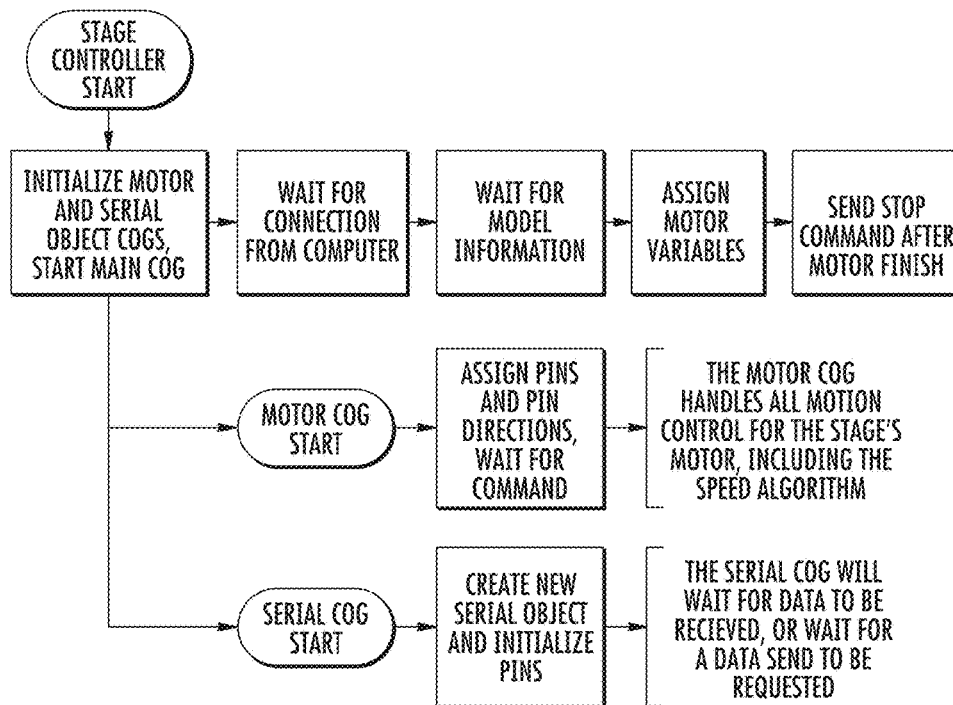 STAGE
CONTROLLER
START
INITIALIZE MOTOR
AND SERIAL
OBJECT COGS,
START MAIN COG
WAIT FOR
CONNECTION
FROM COMPUTER
WAIT FOR
MODEL
INFORMATION
ASSIGN
MOTOR
VARIABLES
SEND STOP
COMMAND AFTER
MOTOR FINISH
MOTOR COG
START
ASSIGN PINS
AND PIN
DIRECTIONS,
WAIT FOR
COMMAND
THE MOTOR COG
HANDLES ALL MOTION
CONTROL FOR THE STAGE'S
MOTOR, INCLUDING THE
SPEED ALGORITHM
SERIAL COG
START
CREATE NEW
SERIAL OBJECT
AND INITIALIZE
PINS
THE SERIAL COG WILL
WAIT FOR DATA TO BE
RECIEVED, OR WAIT FOR
A DATA SEND TO BE
REQUESTED